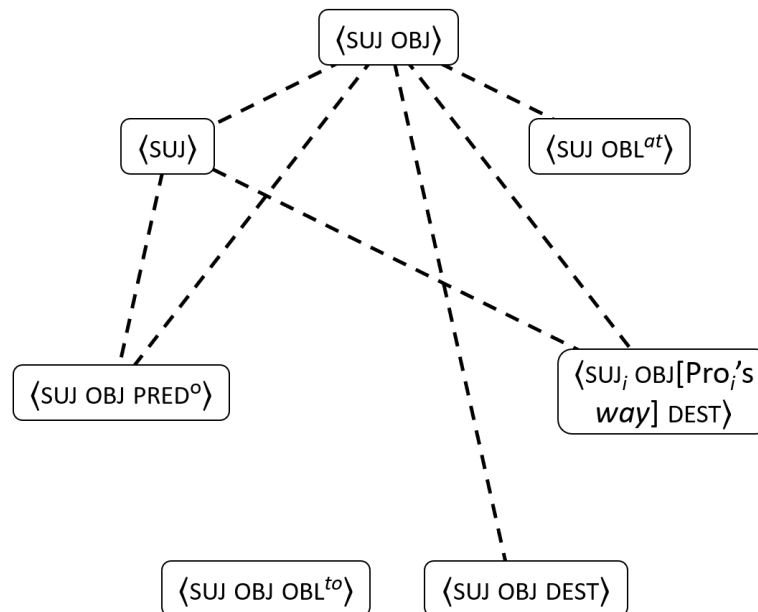 ⟨SUJ OBJ⟩
⟨SUJ⟩
⟨SUJ OBL^at⟩
⟨SUJ OBJ PRED^o⟩
⟨SUJ_i OBJ[Pro_i's
way] DEST⟩
⟨SUJ OBJ OBL^to⟩
⟨SUJ OBJ DEST⟩